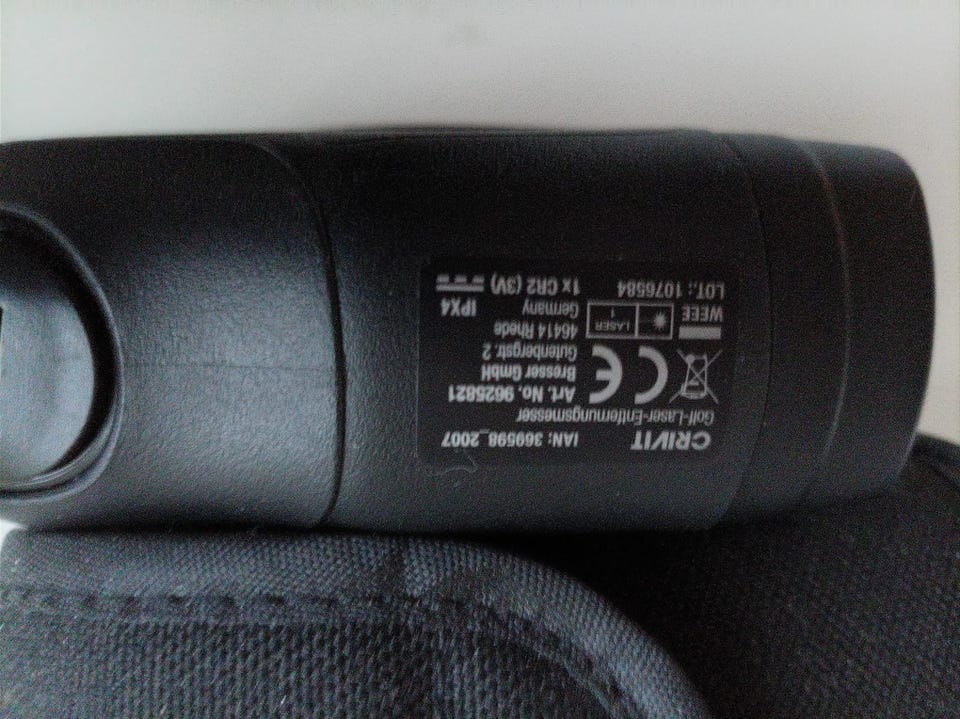 CRIVIT
IAN: 369598_2007
Golf-Laser-Entfernungsmesser
Art. No. 9625821
Bresser GmbH
Gutenbergstr. 2
46414 Rhede
Germany
CE
WEEE
LASER
1
IPX4
LOT.: 1076584
1x CR2 (3V)